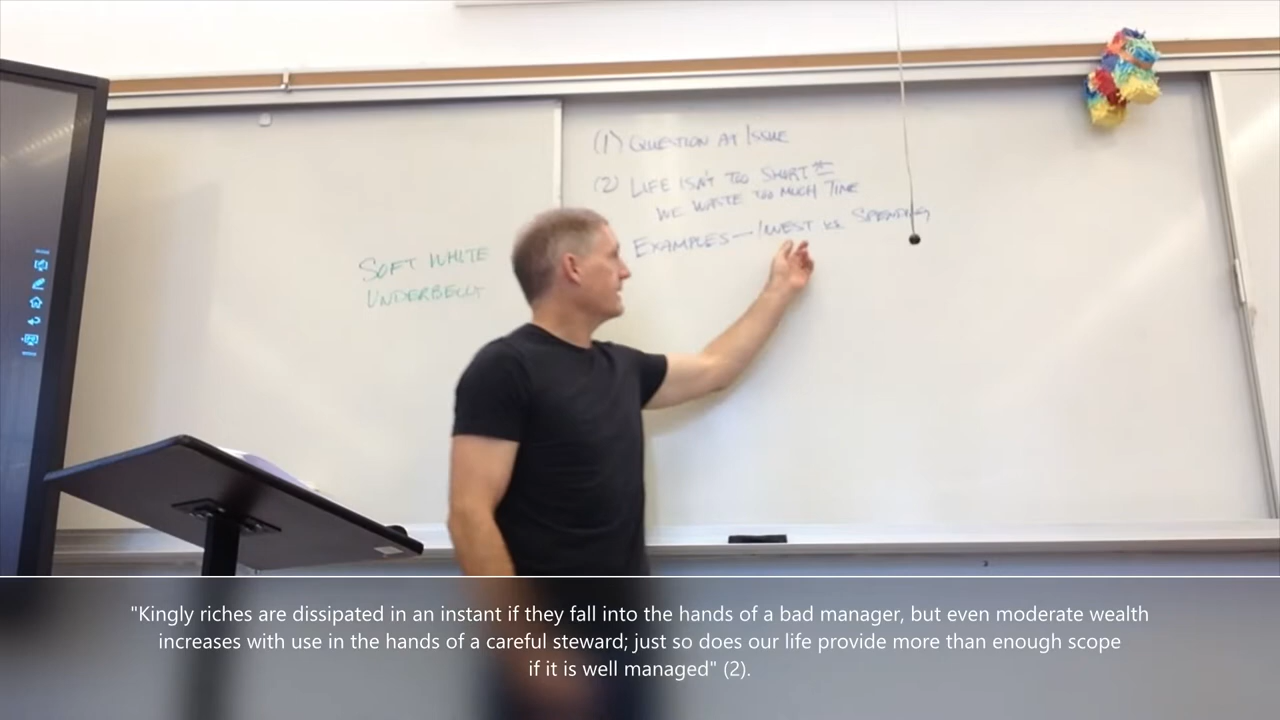 (1) QUESTION AT ISSUE
(2) LIFE ISN'T TOO SHORT
WE WASTE TOO MUCH TIME
EXAMPLES — INVEST VS. SPENDING
SOFT WHITE
UNDERBELLY
"Kingly riches are dissipated in an instant if they fall into the hands of a bad manager, but even moderate wealth
increases with use in the hands of a careful steward; just so does our life provide more than enough scope
if it is well managed" (2).